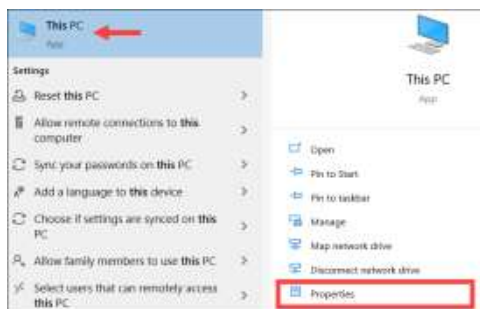 This PC
App
Settings
Reset this PC
Allow remote connections to this
computer
Sync your passwords on this PC
Add a language to this device
Choose if settings are synced on this
PC
Allow family members to use this PC
Select users that can remotely access
this PC
This PC
App
Open
Pin to Start
Pin to taskbar
Manage
Map network drive
Disconnect network drive
Properties